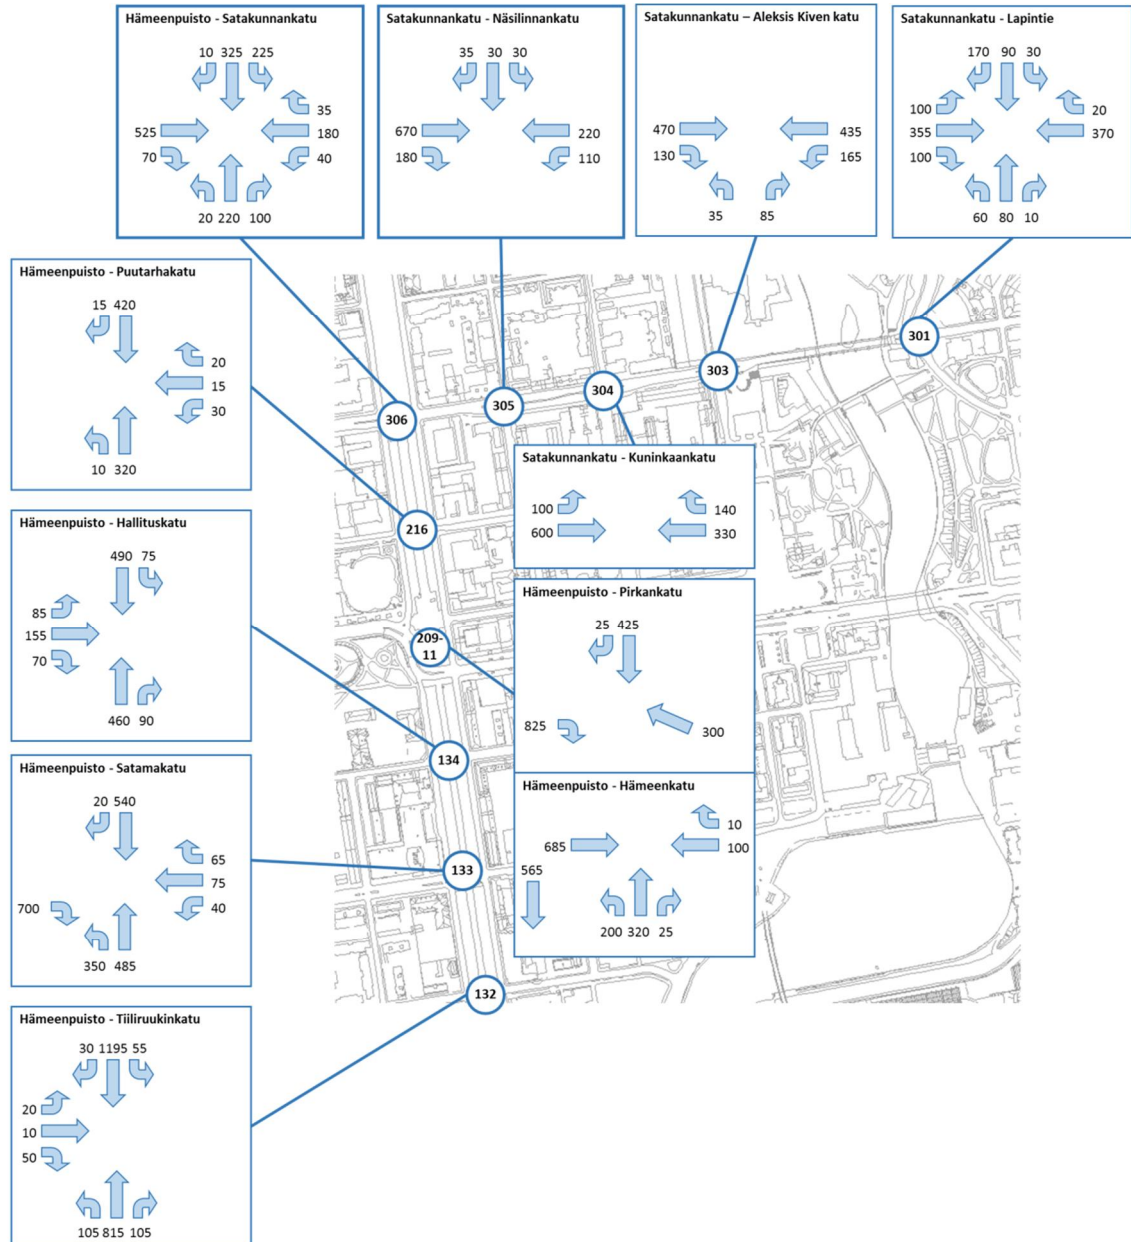 Hämeenpuisto - Satakunnankatu
10 325 225
35
525 180
70 40
20 220 100
Satakunnankatu - Näsilinnankatu
35 30 30
670 220
180 110
Satakunnankatu – Aleksis Kiven katu
470 435
130 165
35 85
Satakunnankatu - Lapintie
170 90 30
100 20
355 370
100
60 80 10
Hämeenpuisto - Puutarhakatu
15 420
20
15
30
10 320
301
303
304
305
306
216
209-
11
134
133
132
Satakunnankatu - Kuninkaankatu
100 140
600 330
Hämeenpuisto - Hallituskatu
490 75
85
155
70
460 90
Hämeenpuisto - Pirkankatu
25 425
825 300
Hämeenpuisto - Satamakatu
20 540
65
75
700 40
350 485
Hämeenpuisto - Hämeenkatu
10
685 100
565
200 320 25
Hämeenpuisto - Tiiliruukinkatu
30 1195 55
20
10
50
105 815 105